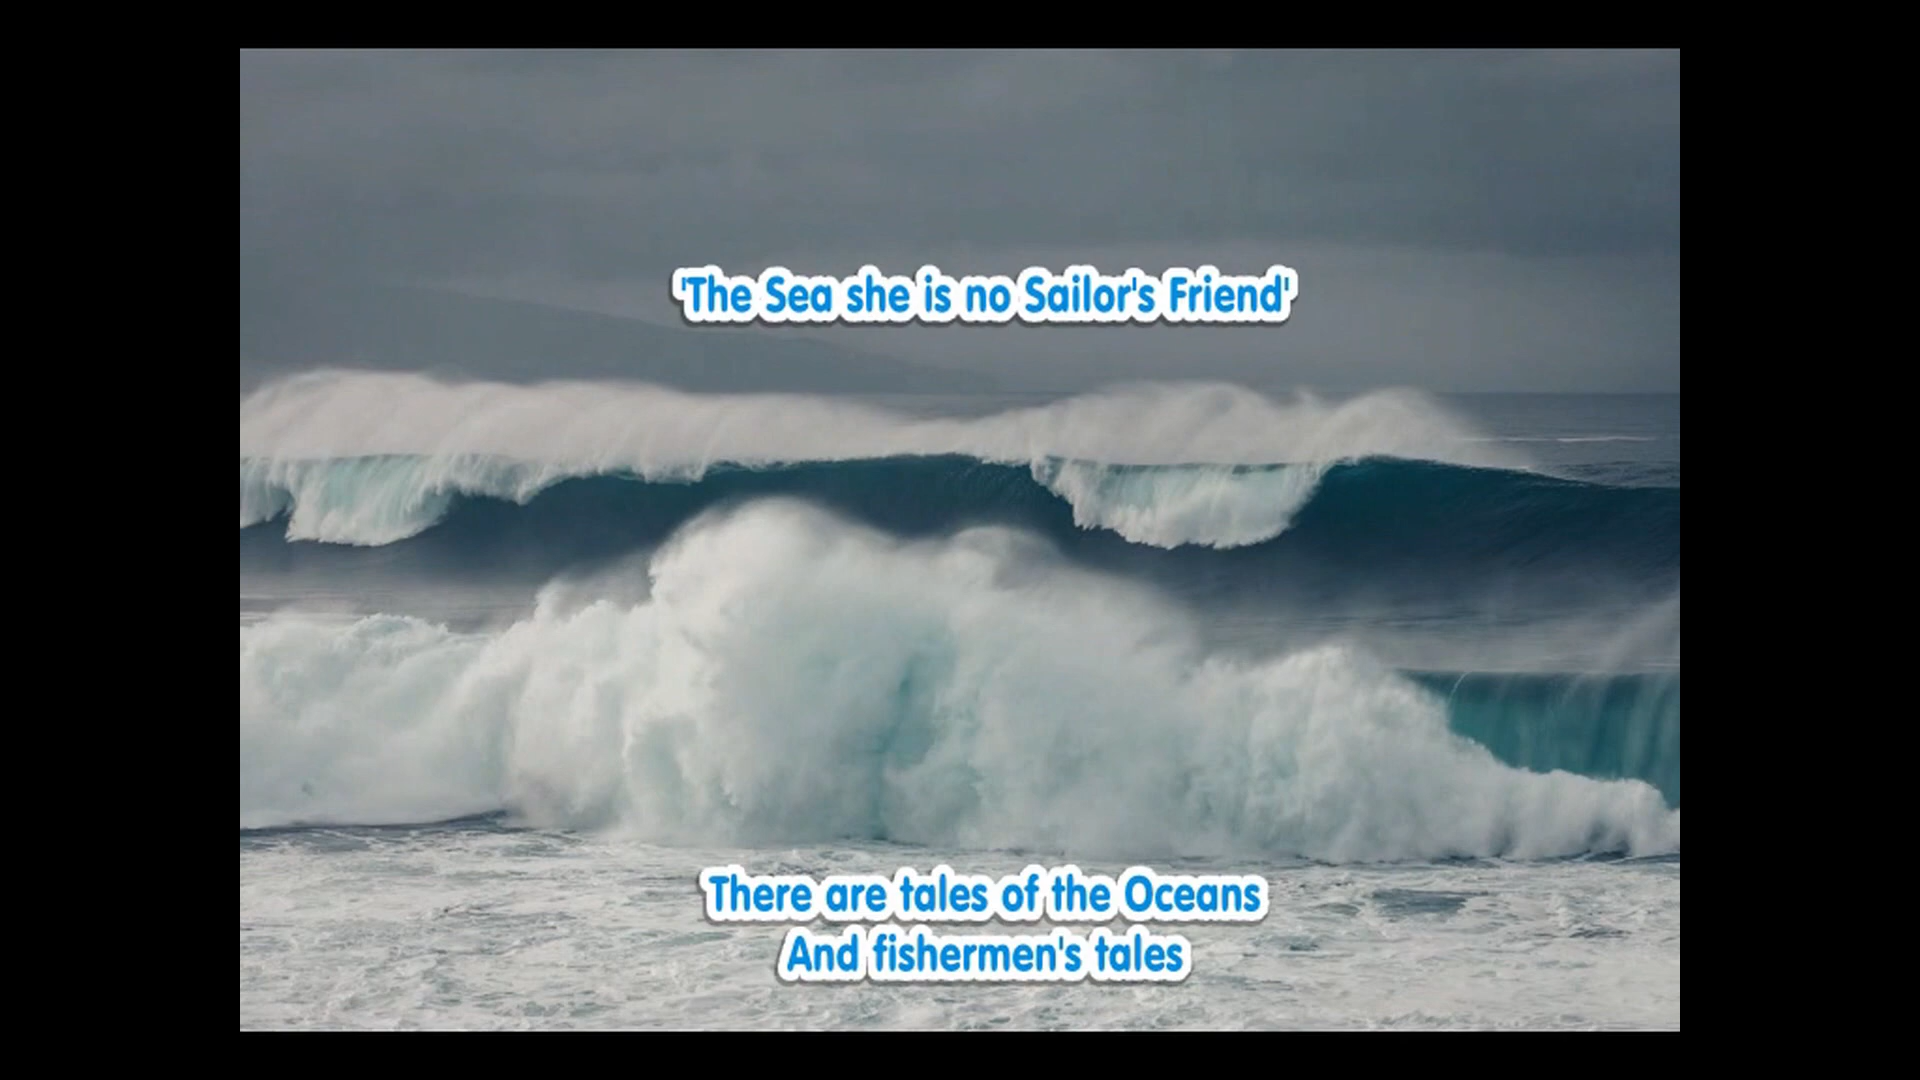 'The Sea she is no Sailor's Friend'
There are tales of the Oceans
And fishermen's tales